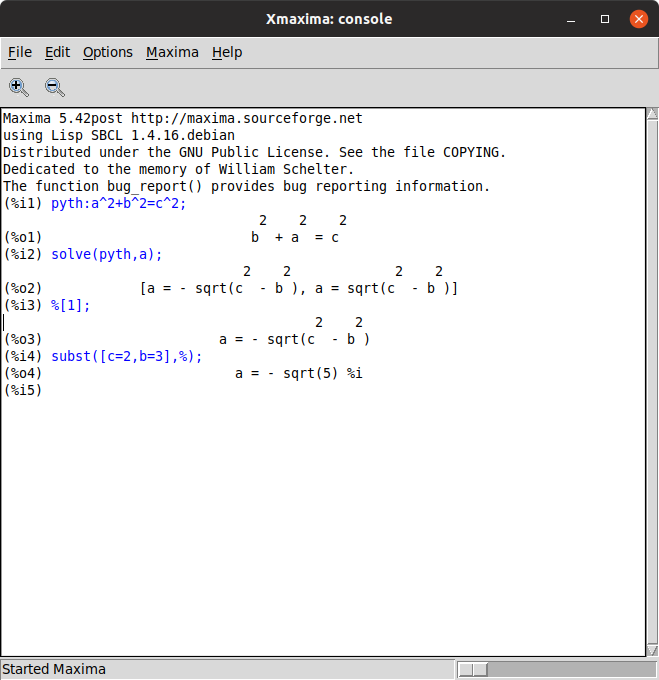 Xmaxima: console
File Edit Options Maxima Help
Maxima 5.42post http://maxima.sourceforge.net
using Lisp SBCL 1.4.16.debian
Distributed under the GNU Public License. See the file COPYING.
Dedicated to the memory of William Schelter.
The function bug_report() provides bug reporting information.
(%i1) pyth:a^2+b^2=c^2;
                                2    2    2
(%o1)                          b  + a  = c
(%i2) solve(pyth,a);
                              2    2             2    2
(%o2)            [a = - sqrt(c  - b ), a = sqrt(c  - b )]
(%i3) %[1];
                                       2    2
(%o3)                      a = - sqrt(c  - b )
(%i4) subst([c=2,b=3],%);
(%o4)                        a = - sqrt(5) %i
(%i5)
Started Maxima